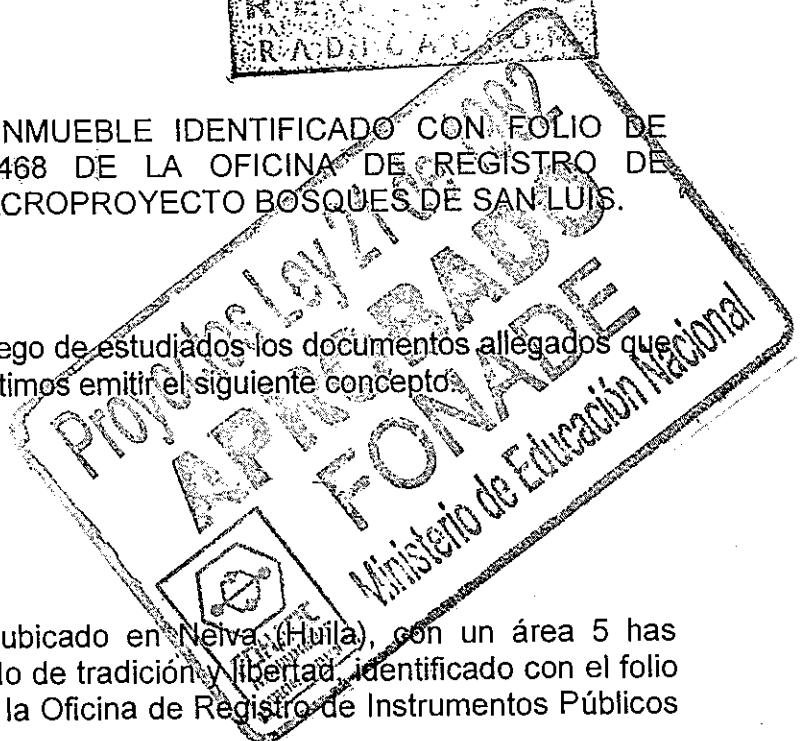 RADICACION
INMUEBLE IDENTIFICADO CON FOLIO DE
468 DE LA OFICINA DE REGISTRO DE
ACROPROYECTO BOSQUES DE SAN LUIS.
Proyectos Ley 21 de 1982
APROBADO
FONADE
Ministerio de Educación Nacional
ego de estudiados los documentos allegados que
timos emitir el siguiente concepto.
ubicado en Neiva (Huila), con un área 5 has
lo de tradición y libertad, identificado con el folio
la Oficina de Registro de Instrumentos Públicos